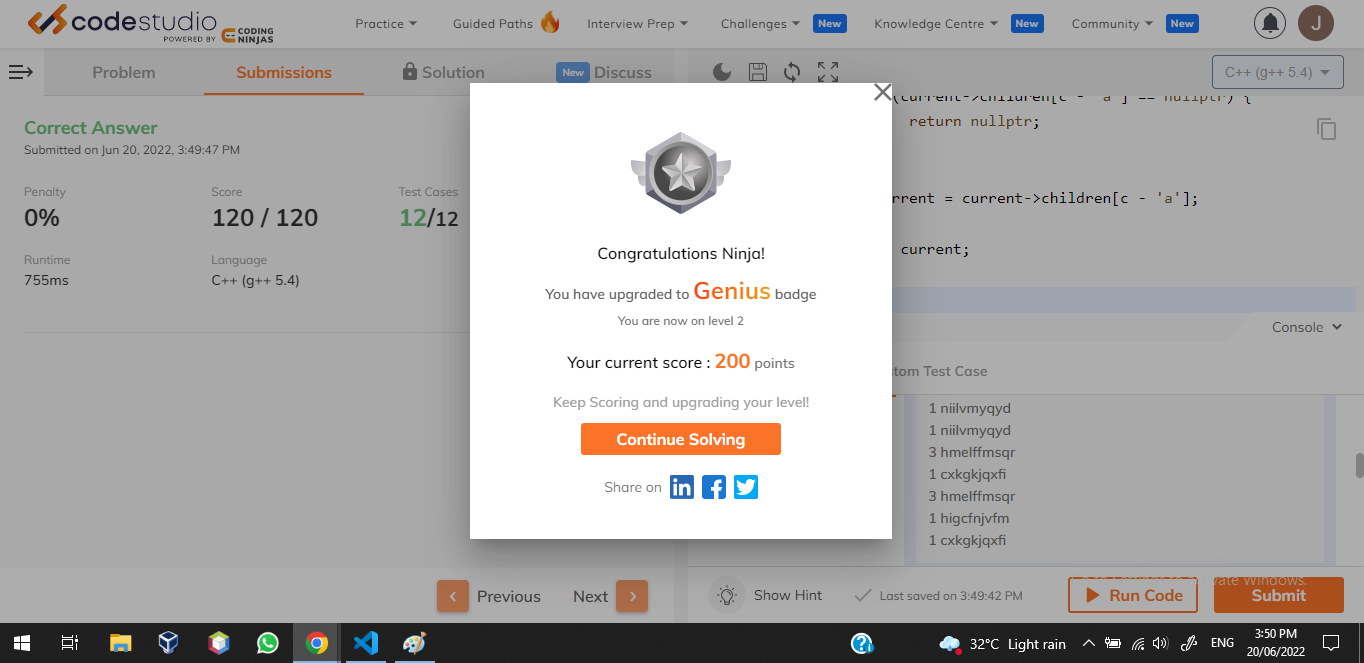 codestudio
POWERED BY CODING NINJAS
Practice Guided Paths Interview Prep Challenges New Knowledge Centre New Community New J
Problem Submissions Solution New Discuss
C++ (g++ 5.4)
Correct Answer
Submitted on Jun 20, 2022, 3:49:47 PM
Penalty Score Test Cases
0% 120 / 120 12/12
Runtime Language
755ms C++ (g++ 5.4)
Congratulations Ninja!
You have upgraded to Genius badge
You are now on level 2
Your current score : 200 points
Keep Scoring and upgrading your level!
Continue Solving
Share on in f
(current->children[c - 'a'] == nullptr) {
return nullptr;
= current->children[c - 'a'];
current;
Console
Test Case
1 niilvmyqyd
1 niilvmyqyd
3 hmelffmsqr
1 cxkgkjqxfi
3 hmelffmsqr
1 higcfnjvfm
1 cxkgkjqxfi
Previous Next
Show Hint Last saved on 3:49:42 PM
Run Code Submit
Windows.
32°C Light rain ENG 3:50 PM
20/06/2022